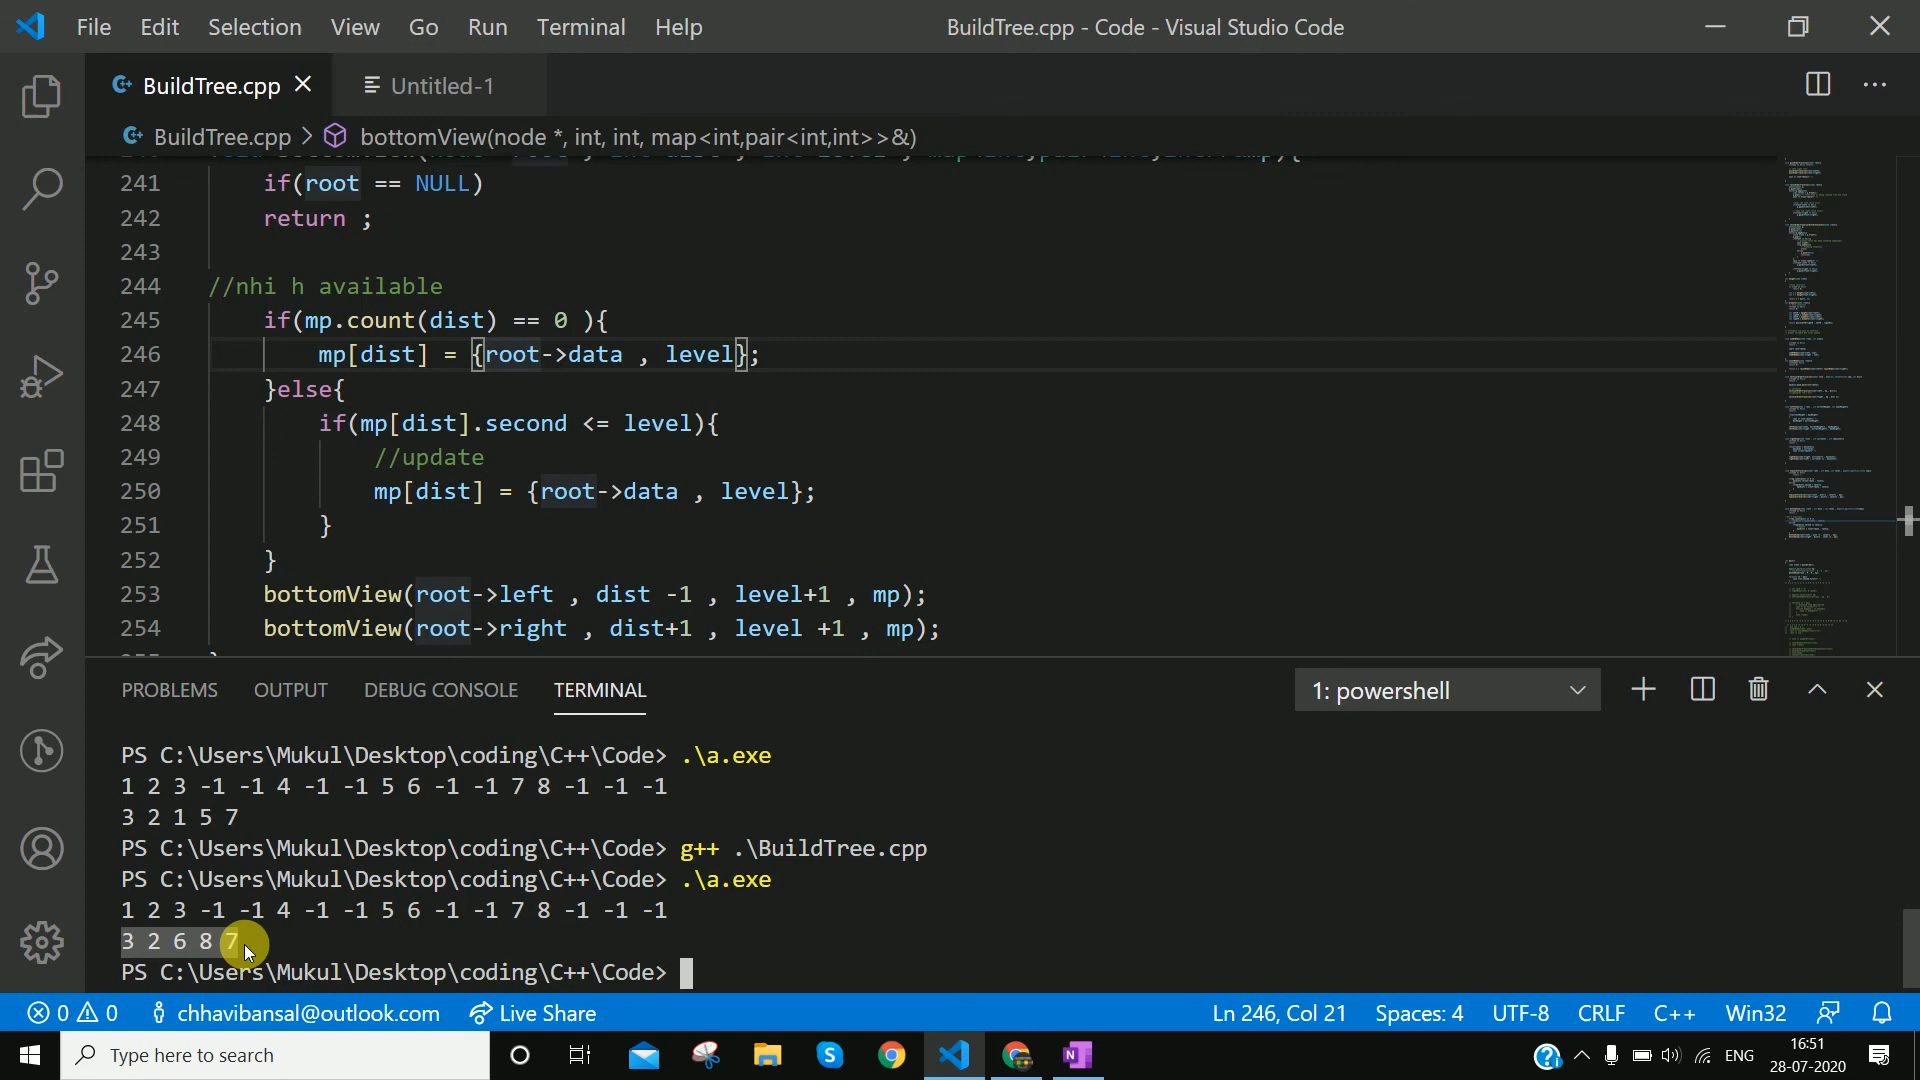 File Edit Selection View Go Run Terminal Help BuildTree.cpp - Code - Visual Studio Code
BuildTree.cpp Untitled-1
BuildTree.cpp > bottomView(node *, int, int, map<int,pair<int,int>>&)
241 if(root == NULL)
242 return ;
243
244 //nhi h available
245 if(mp.count(dist) == 0 ){
246 mp[dist] = {root->data , level};
247 }else{
248 if(mp[dist].second <= level){
249 //update
250 mp[dist] = {root->data , level};
251 }
252 }
253 bottomView(root->left , dist -1 , level+1 , mp);
254 bottomView(root->right , dist+1 , level +1 , mp);
PROBLEMS OUTPUT DEBUG CONSOLE TERMINAL 1: powershell
PS C:\Users\Mukul\Desktop\coding\C++\Code> .\a.exe
1 2 3 -1 -1 4 -1 -1 5 6 -1 -1 7 8 -1 -1 -1
3 2 1 5 7
PS C:\Users\Mukul\Desktop\coding\C++\Code> g++ .\BuildTree.cpp
PS C:\Users\Mukul\Desktop\coding\C++\Code> .\a.exe
1 2 3 -1 -1 4 -1 -1 5 6 -1 -1 7 8 -1 -1 -1
3 2 6 8 7
PS C:\Users\Mukul\Desktop\coding\C++\Code>
0 0 chhavibansal@outlook.com Live Share Ln 246, Col 21 Spaces: 4 UTF-8 CRLF C++ Win32
Type here to search ENG 16:51
28-07-2020